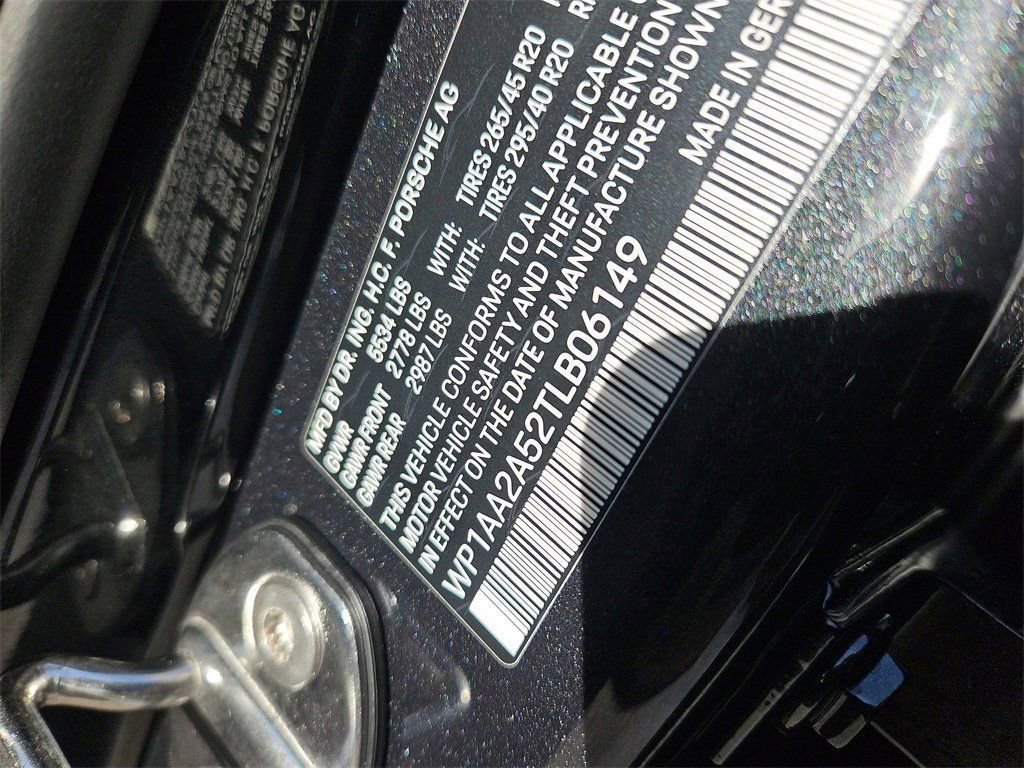 MFD BY DR. ING. H.C. F. PORSCHE AG
GVWR 5534 LBS
GAWR FRONT 2778 LBS WITH: TIRES 265/45 R20
GAWR REAR 2987 LBS WITH: TIRES 295/40 R20
THIS VEHICLE CONFORMS TO ALL APPLICABLE
MOTOR VEHICLE SAFETY AND THEFT PREVENTION
IN EFFECT ON THE DATE OF MANUFACTURE SHOWN
WP1AA2A52TLB06149
MADE IN GER